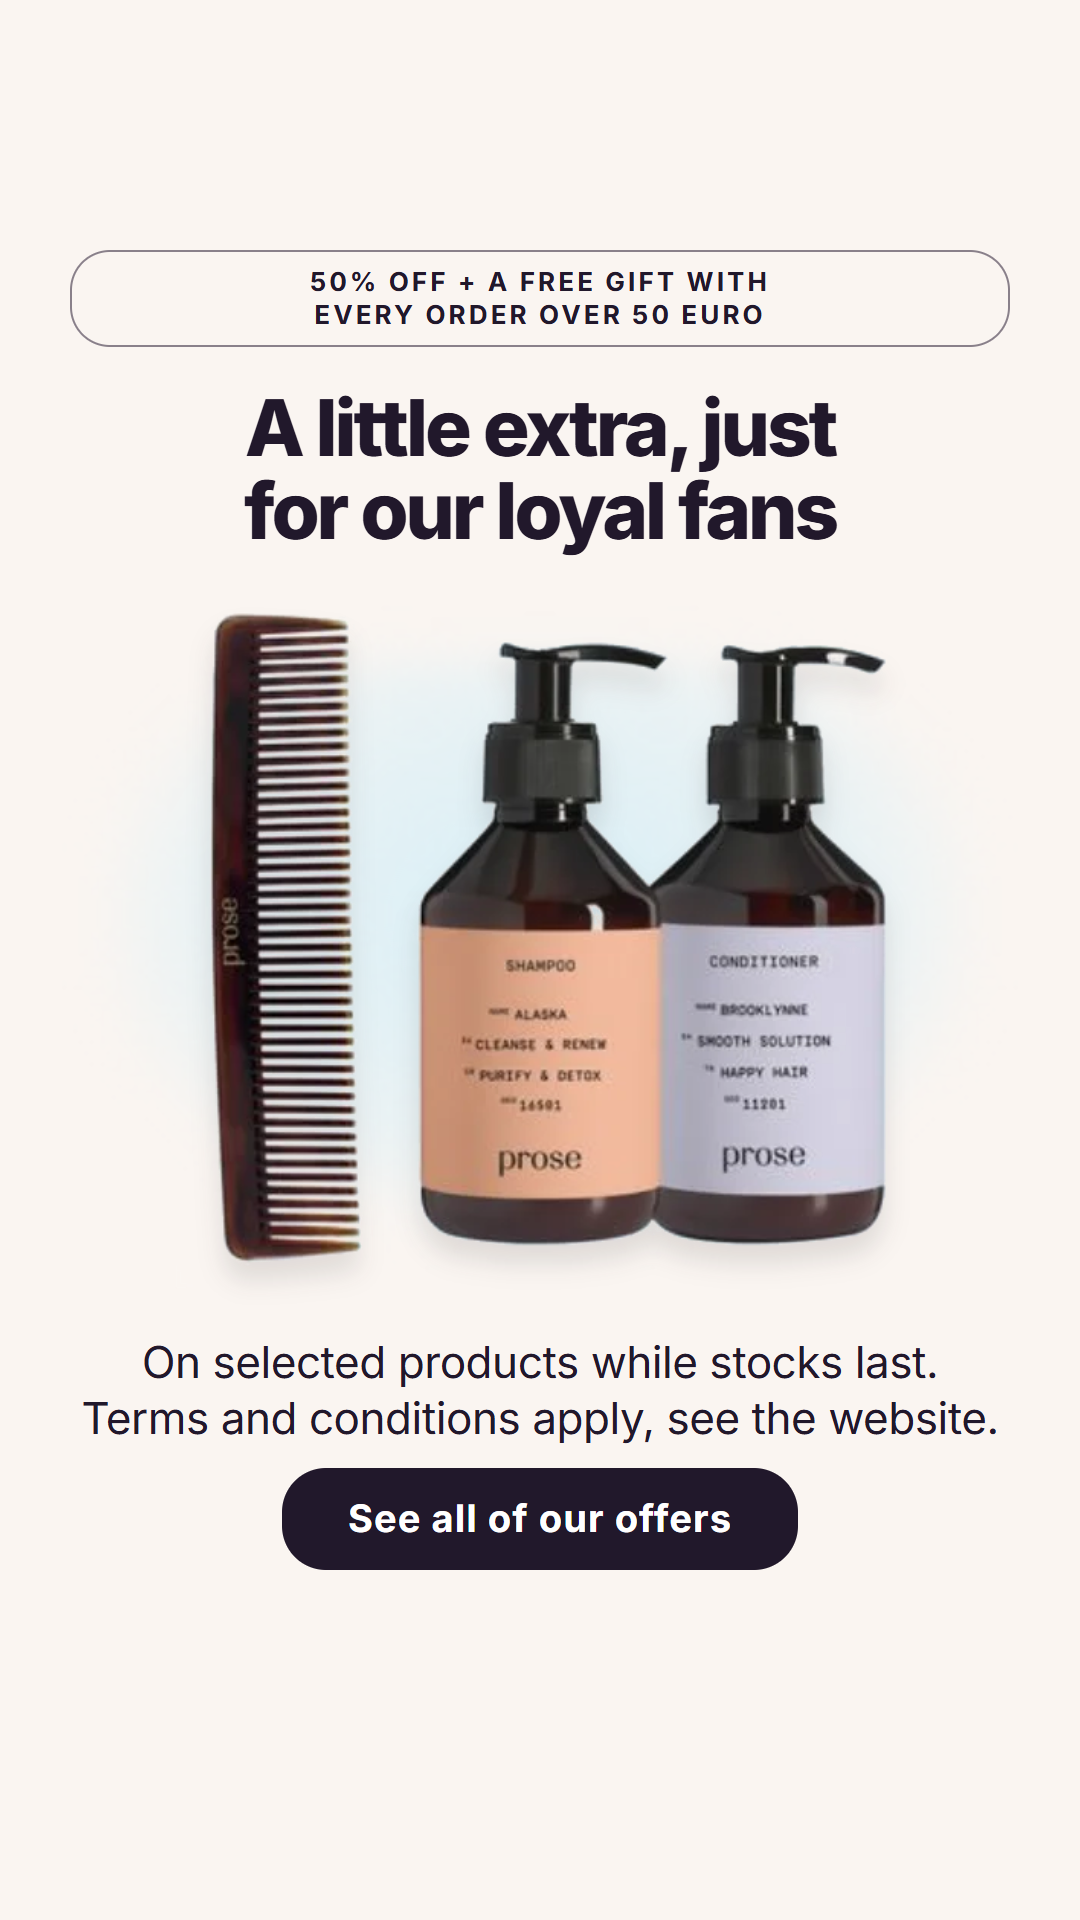 50% OFF + A FREE GIFT WITH
EVERY ORDER OVER 50 EURO
A little extra, just
for our loyal fans
prose
SHAMPOO
ALASKA
CLEANSE & RENEW
PURIFY & DETOX
16501
prose
CONDITIONER
BROOKLYNNE
SMOOTH SOLUTION
HAPPY HAIR
11201
prose
On selected products while stocks last.
Terms and conditions apply, see the website.
See all of our offers